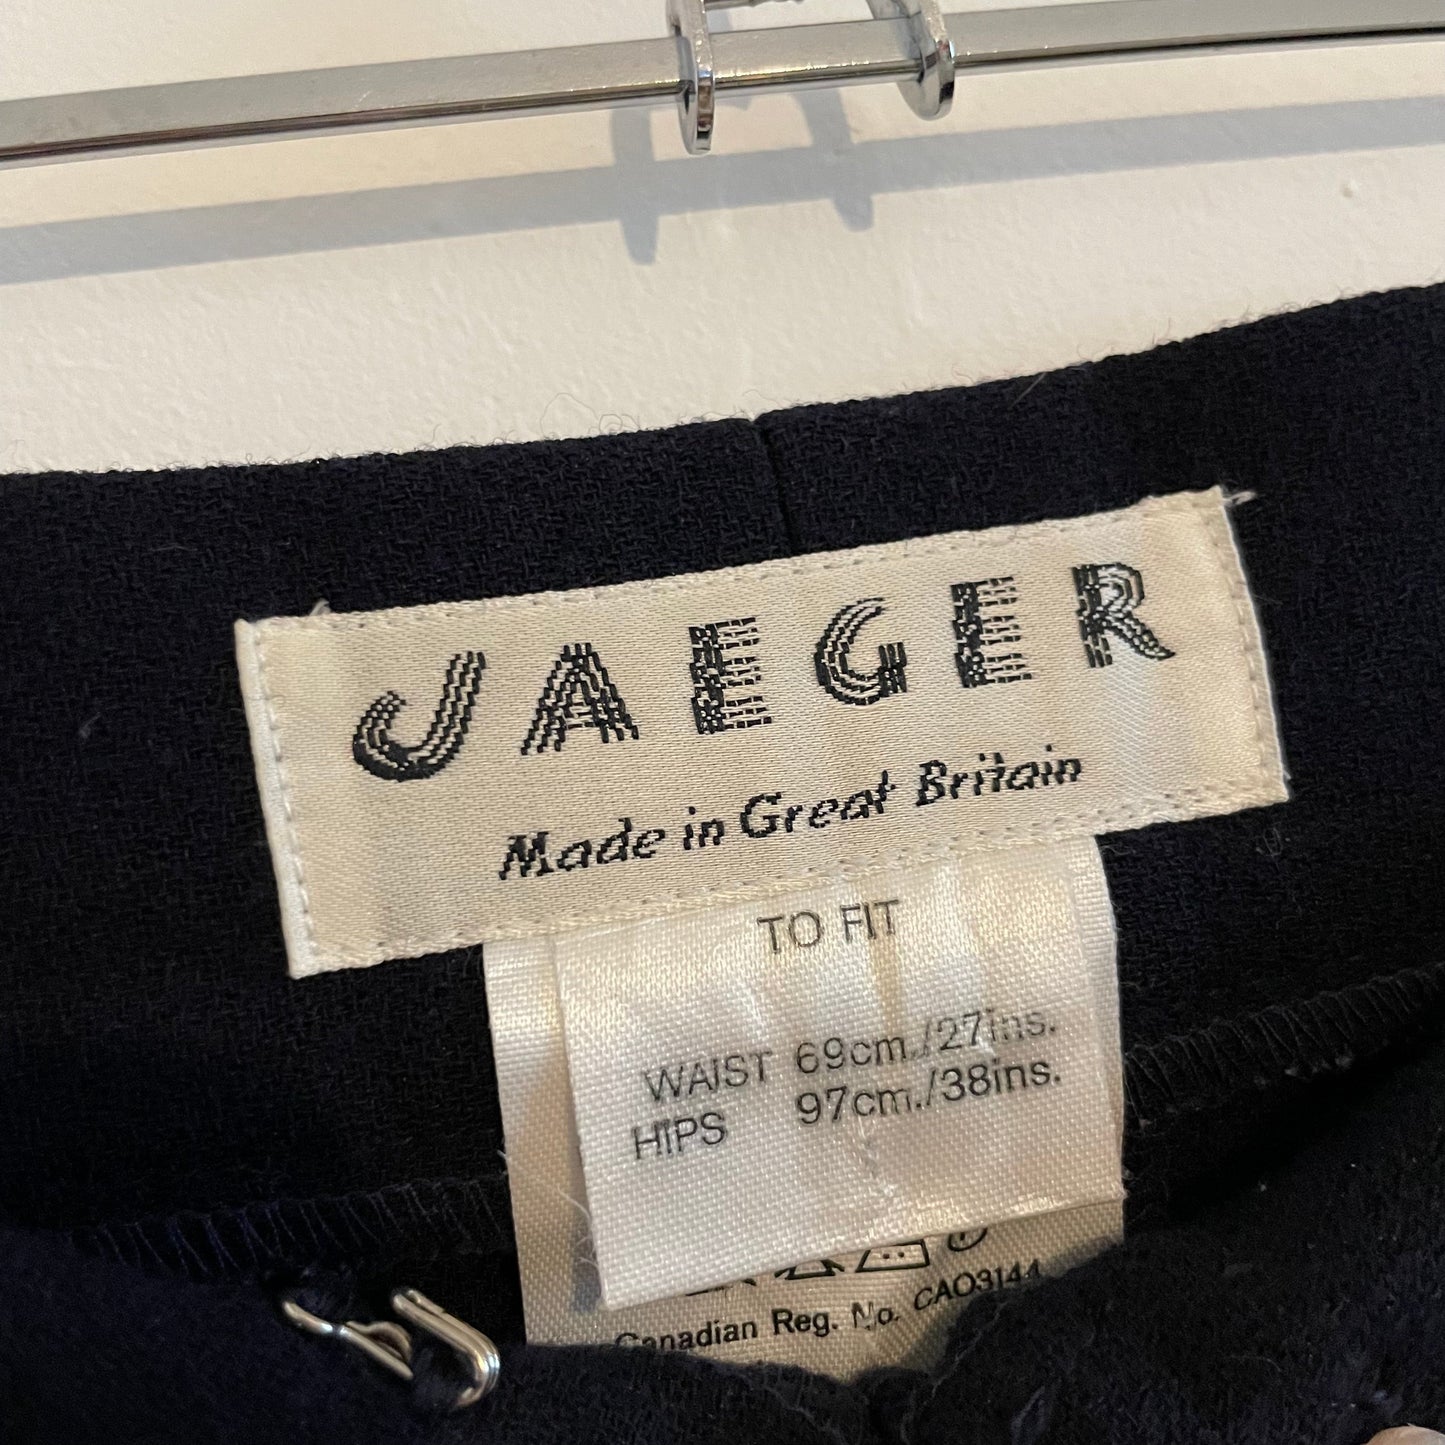 JAEGER
Made in Great Britain
TO FIT
WAIST 69cm./27ins.
HIPS 97cm./38ins.
Canadian Reg. No. CA03144